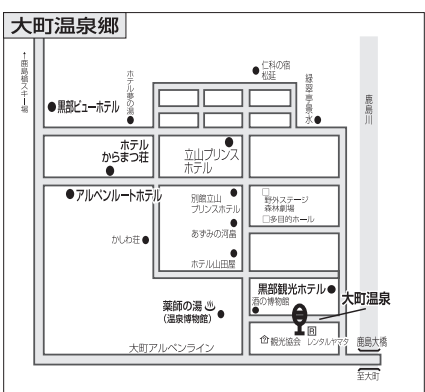 大町温泉郷
↑鹿島槍スキー場
黒部ビューホテル
ホテル夢の湯
仁科の宿
松延
緑翠亭景水
鹿島川
ホテル
からまつ荘
立山プリンス
ホテル
アルペンルートホテル
別館立山
プリンスホテル
野外ステージ
森林劇場
多目的ホール
あずみの河畠
かしわ荘
ホテル山田屋
黒部観光ホテル
大町温泉
酒の博物館
薬師の湯
(温泉博物館)
観光協会
レンタルヤマタ
鹿島大橋
大町アルペンライン
至大町